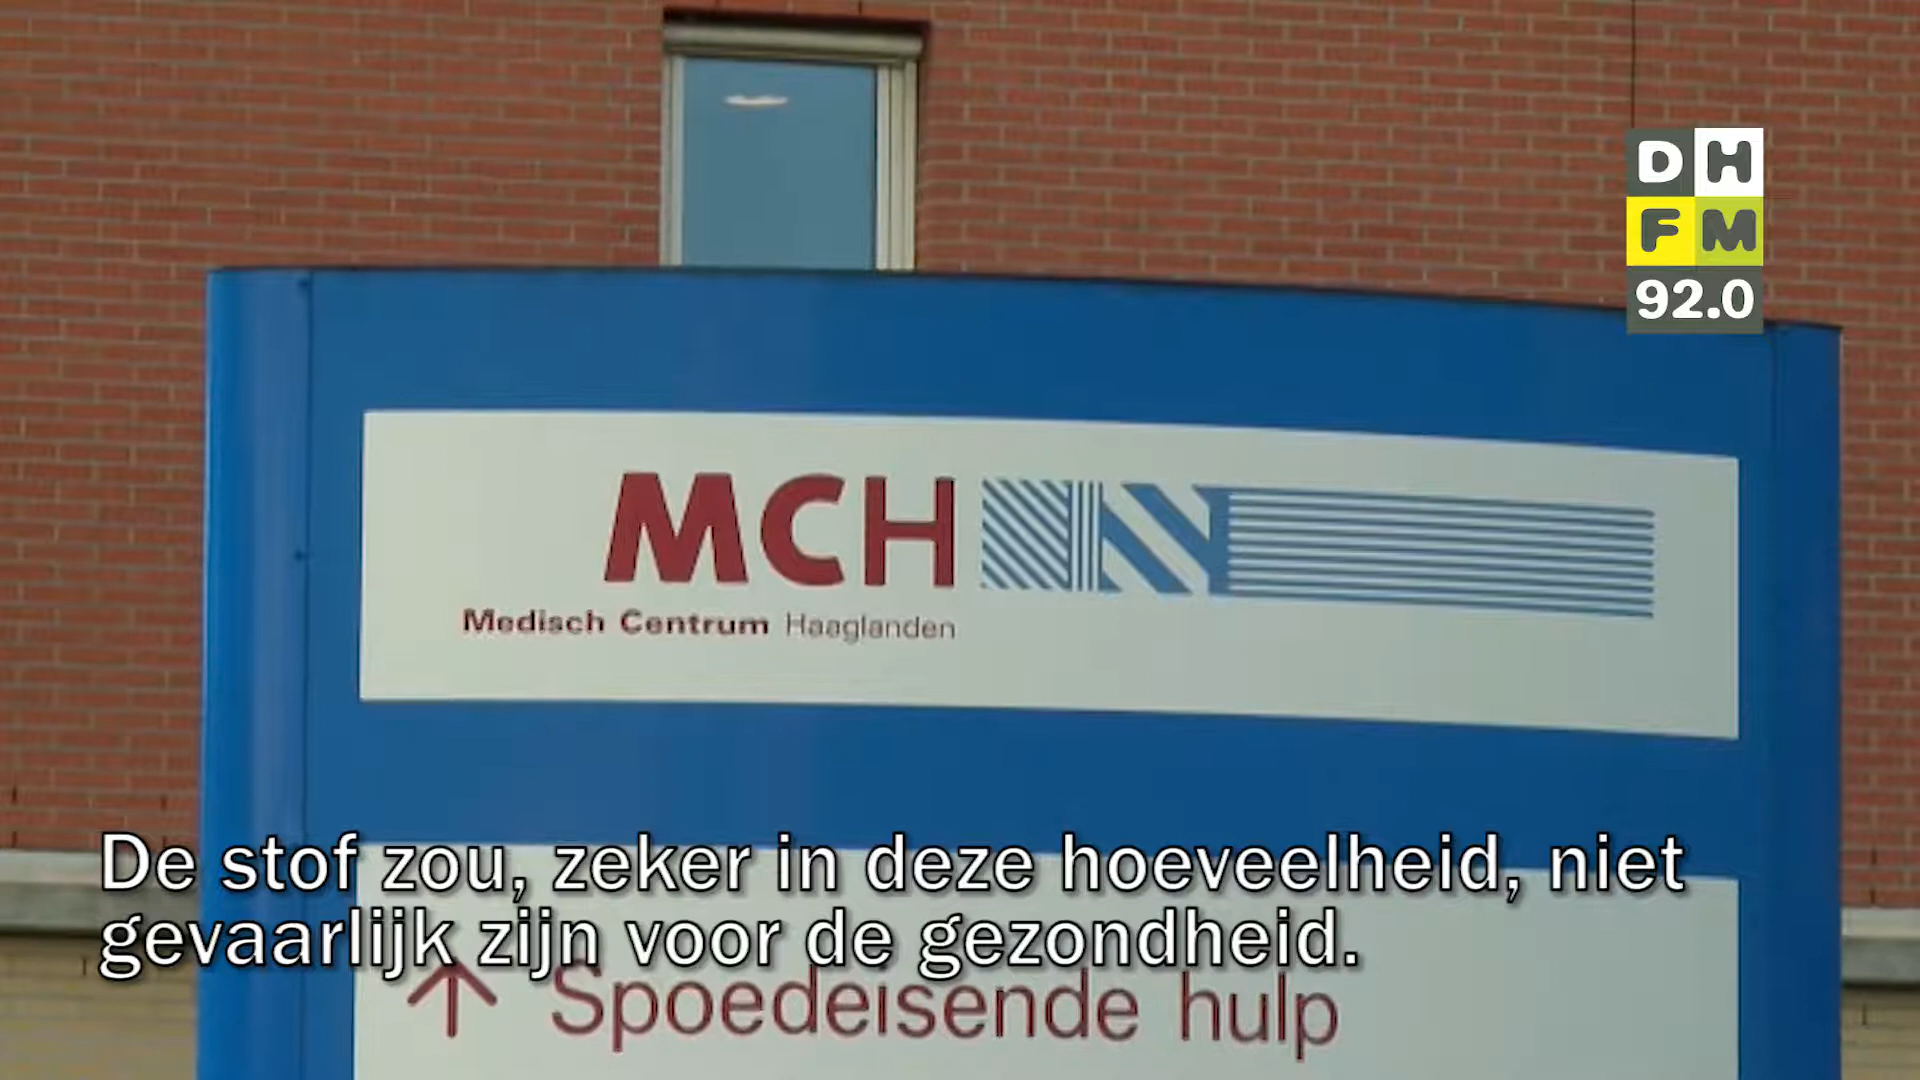 DH
FM
92.0
MCH
Medisch Centrum Haaglanden
De stof zou, zeker in deze hoeveelheid, niet
gevaarlijk zijn voor de gezondheid.
↑ Spoedeisende hulp